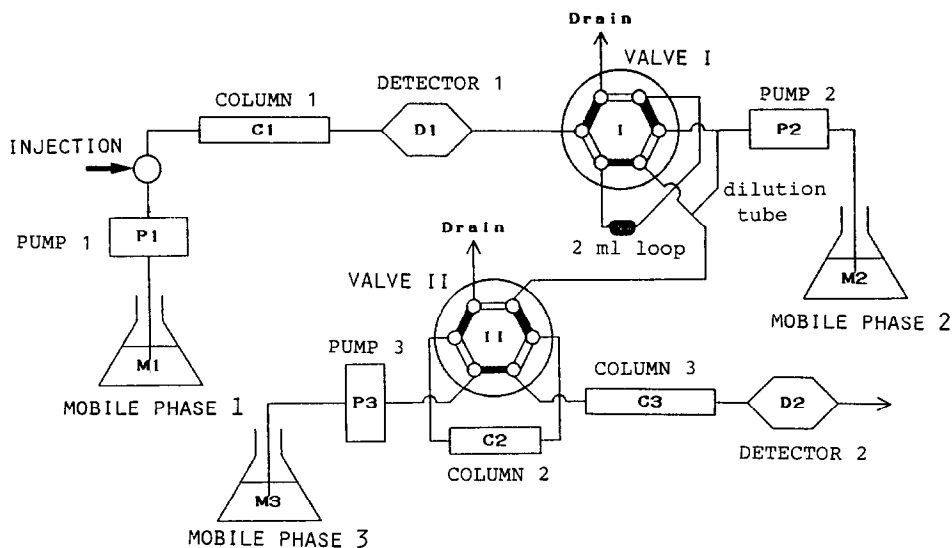 Drain
VALVE I
DETECTOR 1
COLUMN 1
PUMP 2
C1
D1
I
P2
INJECTION
dilution
tube
P1
PUMP 1
Drain
2 ml loop
M2
VALVE II
MOBILE PHASE 2
II
PUMP 3
COLUMN 3
M1
P3
C3
D2
MOBILE PHASE 1
C2
DETECTOR 2
COLUMN 2
M3
MOBILE PHASE 3